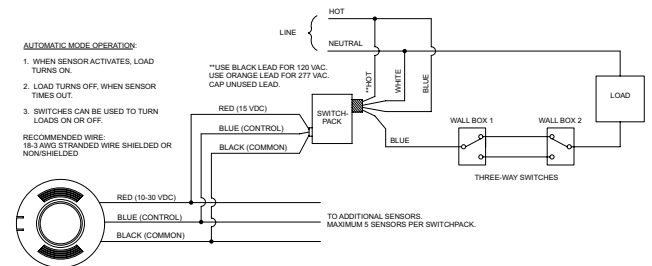 HOT
LINE
NEUTRAL
AUTOMATIC MODE OPERATION:
1. WHEN SENSOR ACTIVATES, LOAD
TURNS ON.
2. LOAD TURNS OFF, WHEN SENSOR
TIMES OUT.
3. SWITCHES CAN BE USED TO TURN
LOADS ON OR OFF.
RECOMMENDED WIRE:
18-3 AWG STRANDED WIRE SHIELDED OR
NON/SHIELDED
**USE BLACK LEAD FOR 120 VAC.
USE ORANGE LEAD FOR 277 VAC.
CAP UNUSED LEAD.
**HOT
WHITE
BLUE
LOAD
RED (15 VDC)
BLUE (CONTROL)
BLACK (COMMON)
SWITCH-
PACK
BLUE
WALL BOX 1
WALL BOX 2
THREE-WAY SWITCHES
RED (10-30 VDC)
BLUE (CONTROL)
BLACK (COMMON)
TO ADDITIONAL SENSORS.
MAXIMUM 5 SENSORS PER SWITCHPACK.